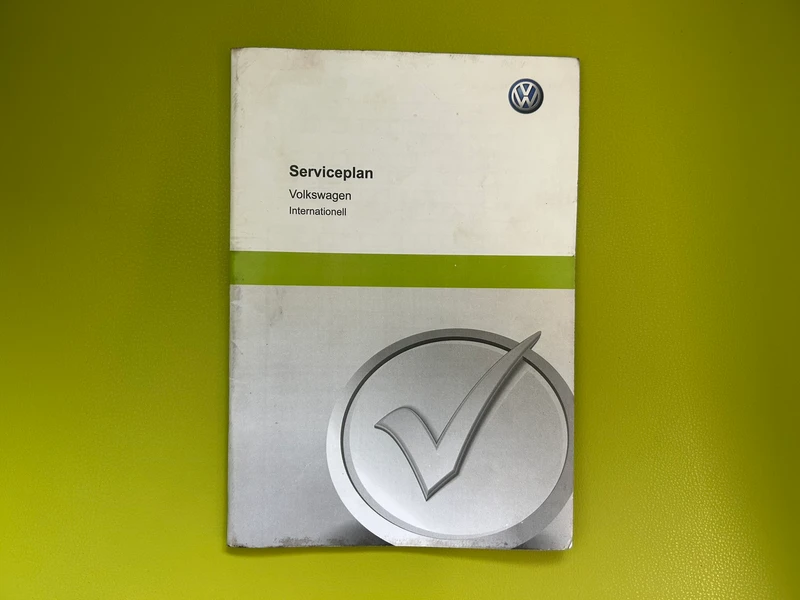 Serviceplan
Volkswagen
Internationell